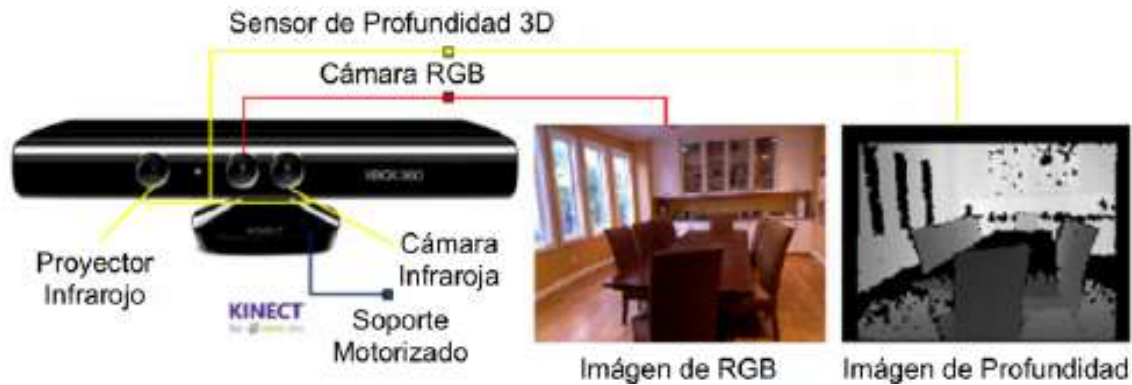 Sensor de Profundidad 3D
Cámara RGB
XBOX 360
KINECT
Proyector
Infrarojo
Cámara
Infraroja
KINECT
Soporte
Motorizado
Imágen de RGB
Imágen de Profundidad